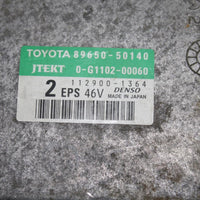 TOYOTA 89650-50140
JTEKT 0-G1102-00060
112900-1364
2 EPS 46V DENSO
MADE IN JAPAN